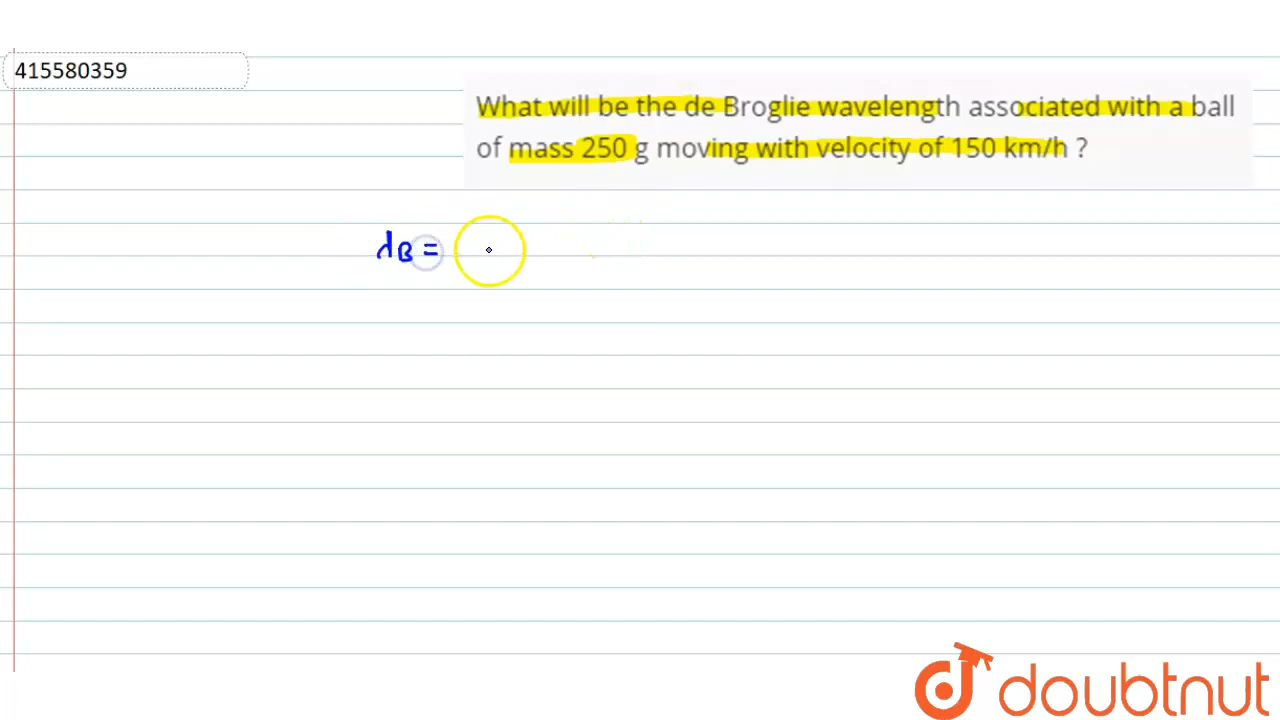 415580359
What will be the de Broglie wavelength associated with a ball
of mass 250 g moving with velocity of 150 km/h ?
λB =
doubtnut